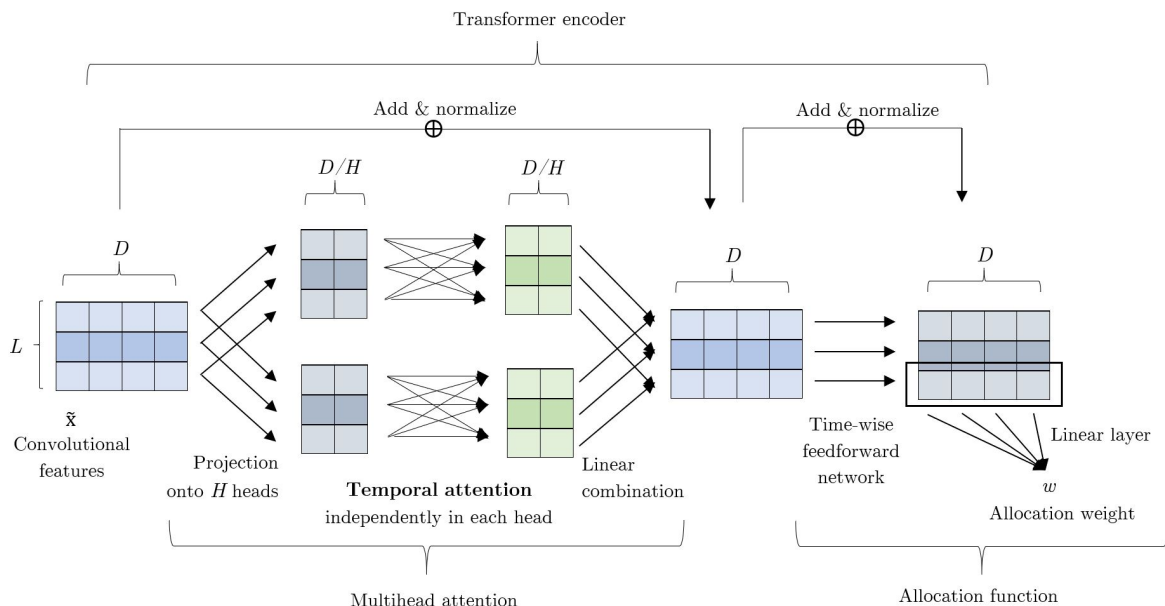 Transformer encoder
Add & normalize
Add & normalize
D/H
D/H
D
D
D
L
x̃
Convolutional
features
Projection
onto H heads
Temporal attention
independently in each head
Linear
combination
Time-wise
feedforward
network
Linear layer
w
Allocation weight
Multihead attention
Allocation function